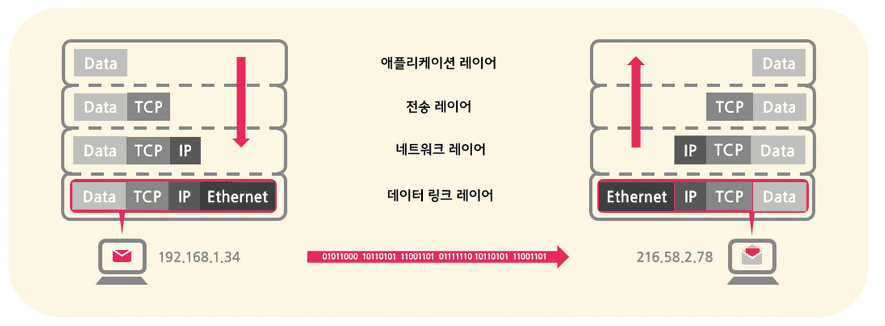 Data
애플리케이션 레이어
Data
Data TCP
전송 레이어
TCP Data
Data TCP IP
네트워크 레이어
IP TCP Data
Data TCP IP Ethernet
데이터 링크 레이어
Ethernet IP TCP Data
192.168.1.34
01011000 10110101 11001101 01111110 10110101 11001101
216.58.2.78